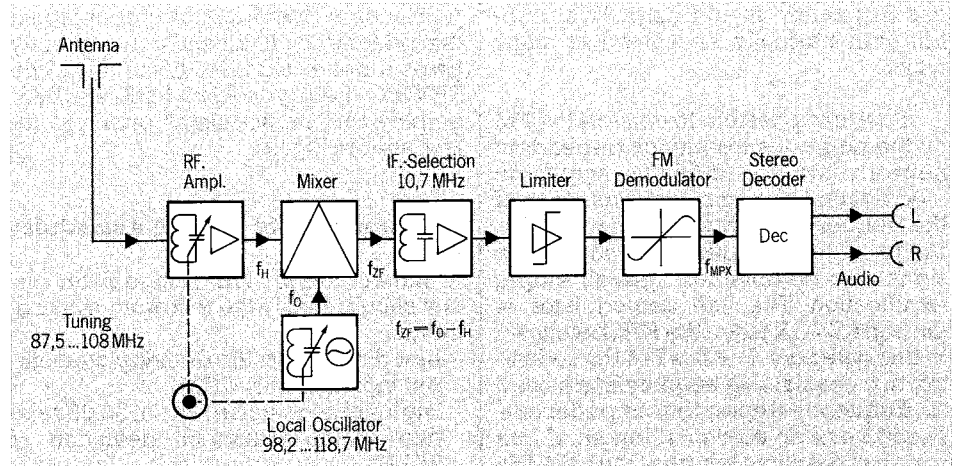 Antenna
RF.
Ampl.
Mixer
IF.-Selection
10,7 MHz
Limiter
FM
Demodulator
Stereo
Decoder
L
Dec
R
f_H
f_ZF
f_MPX
Audio
f_O
Tuning
87,5...108 MHz
f_ZF=f_O-f_H
Local Oscillator
98,2...118,7 MHz